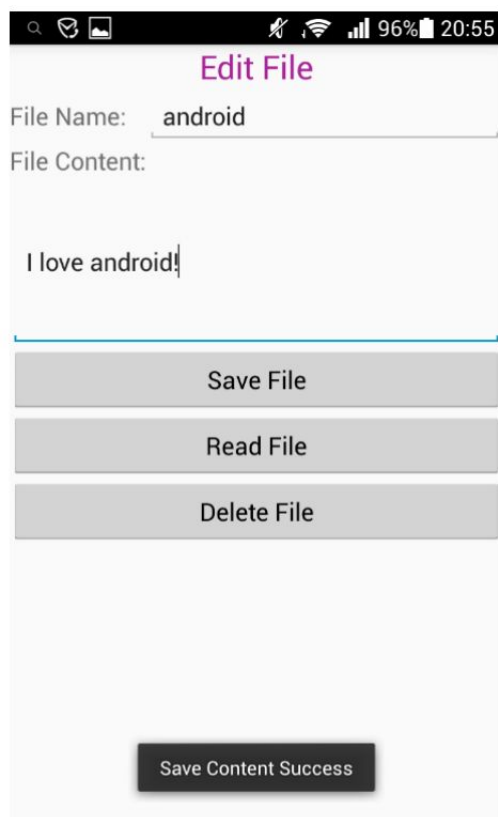 96% 20:55
Edit File
File Name: android
File Content:
I love android!
Save File
Read File
Delete File
Save Content Success